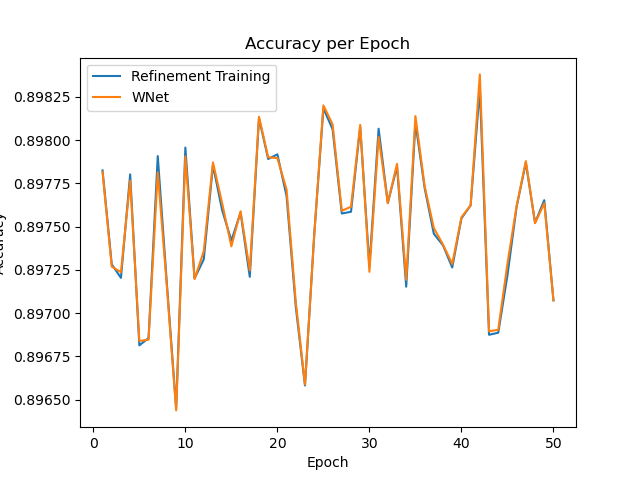 Accuracy per Epoch
Refinement Training
WNet
0.89825
0.89800
0.89775
0.89750
0.89725
0.89700
0.89675
0.89650
Accuracy
0
10
20
30
40
50
Epoch